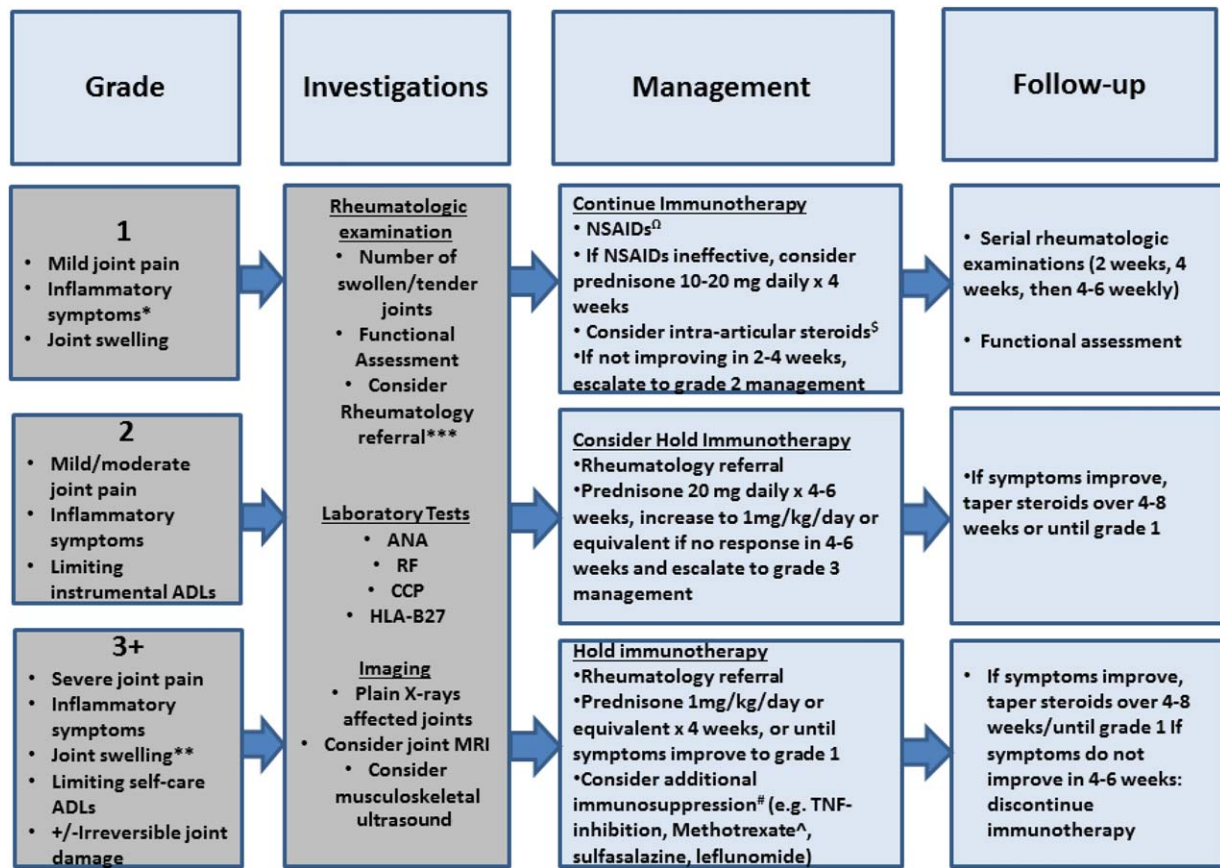 Grade
Investigations
Management
Follow-up
1
• Mild joint pain
• Inflammatory
symptoms*
• Joint swelling
2
• Mild/moderate
joint pain
• Inflammatory
symptoms
• Limiting
instrumental ADLs
3+
• Severe joint pain
• Inflammatory
symptoms
• Joint swelling**
• Limiting self-care
ADLs
• +/-Irreversible joint
damage
Rheumatologic
examination
• Number of
swollen/tender
joints
• Functional
Assessment
• Consider
Rheumatology
referral***
Laboratory Tests
• ANA
• RF
• CCP
• HLA-B27
Imaging
• Plain X-rays
affected joints
• Consider joint MRI
• Consider
musculoskeletal
ultrasound
Continue Immunotherapy
• NSAIDsΩ
• If NSAIDs ineffective, consider
prednisone 10-20 mg daily x 4
weeks
• Consider intra-articular steroids$
•If not improving in 2-4 weeks,
escalate to grade 2 management
Consider Hold Immunotherapy
•Rheumatology referral
•Prednisone 20 mg daily x 4-6
weeks, increase to 1mg/kg/day or
equivalent if no response in 4-6
weeks and escalate to grade 3
management
Hold immunotherapy
•Rheumatology referral
•Prednisone 1mg/kg/day or
equivalent x 4 weeks, or until
symptoms improve to grade 1
•Consider additional
immunosuppression# (e.g. TNF-
inhibition, Methotrexate^,
sulfasalazine, leflunomide)
• Serial rheumatologic
examinations (2 weeks, 4
weeks, then 4-6 weekly)
• Functional assessment
•If symptoms improve,
taper steroids over 4-8
weeks or until grade 1
• If symptoms improve,
taper steroids over 4-8
weeks/until grade 1 If
symptoms do not
improve in 4-6 weeks:
discontinue
immunotherapy